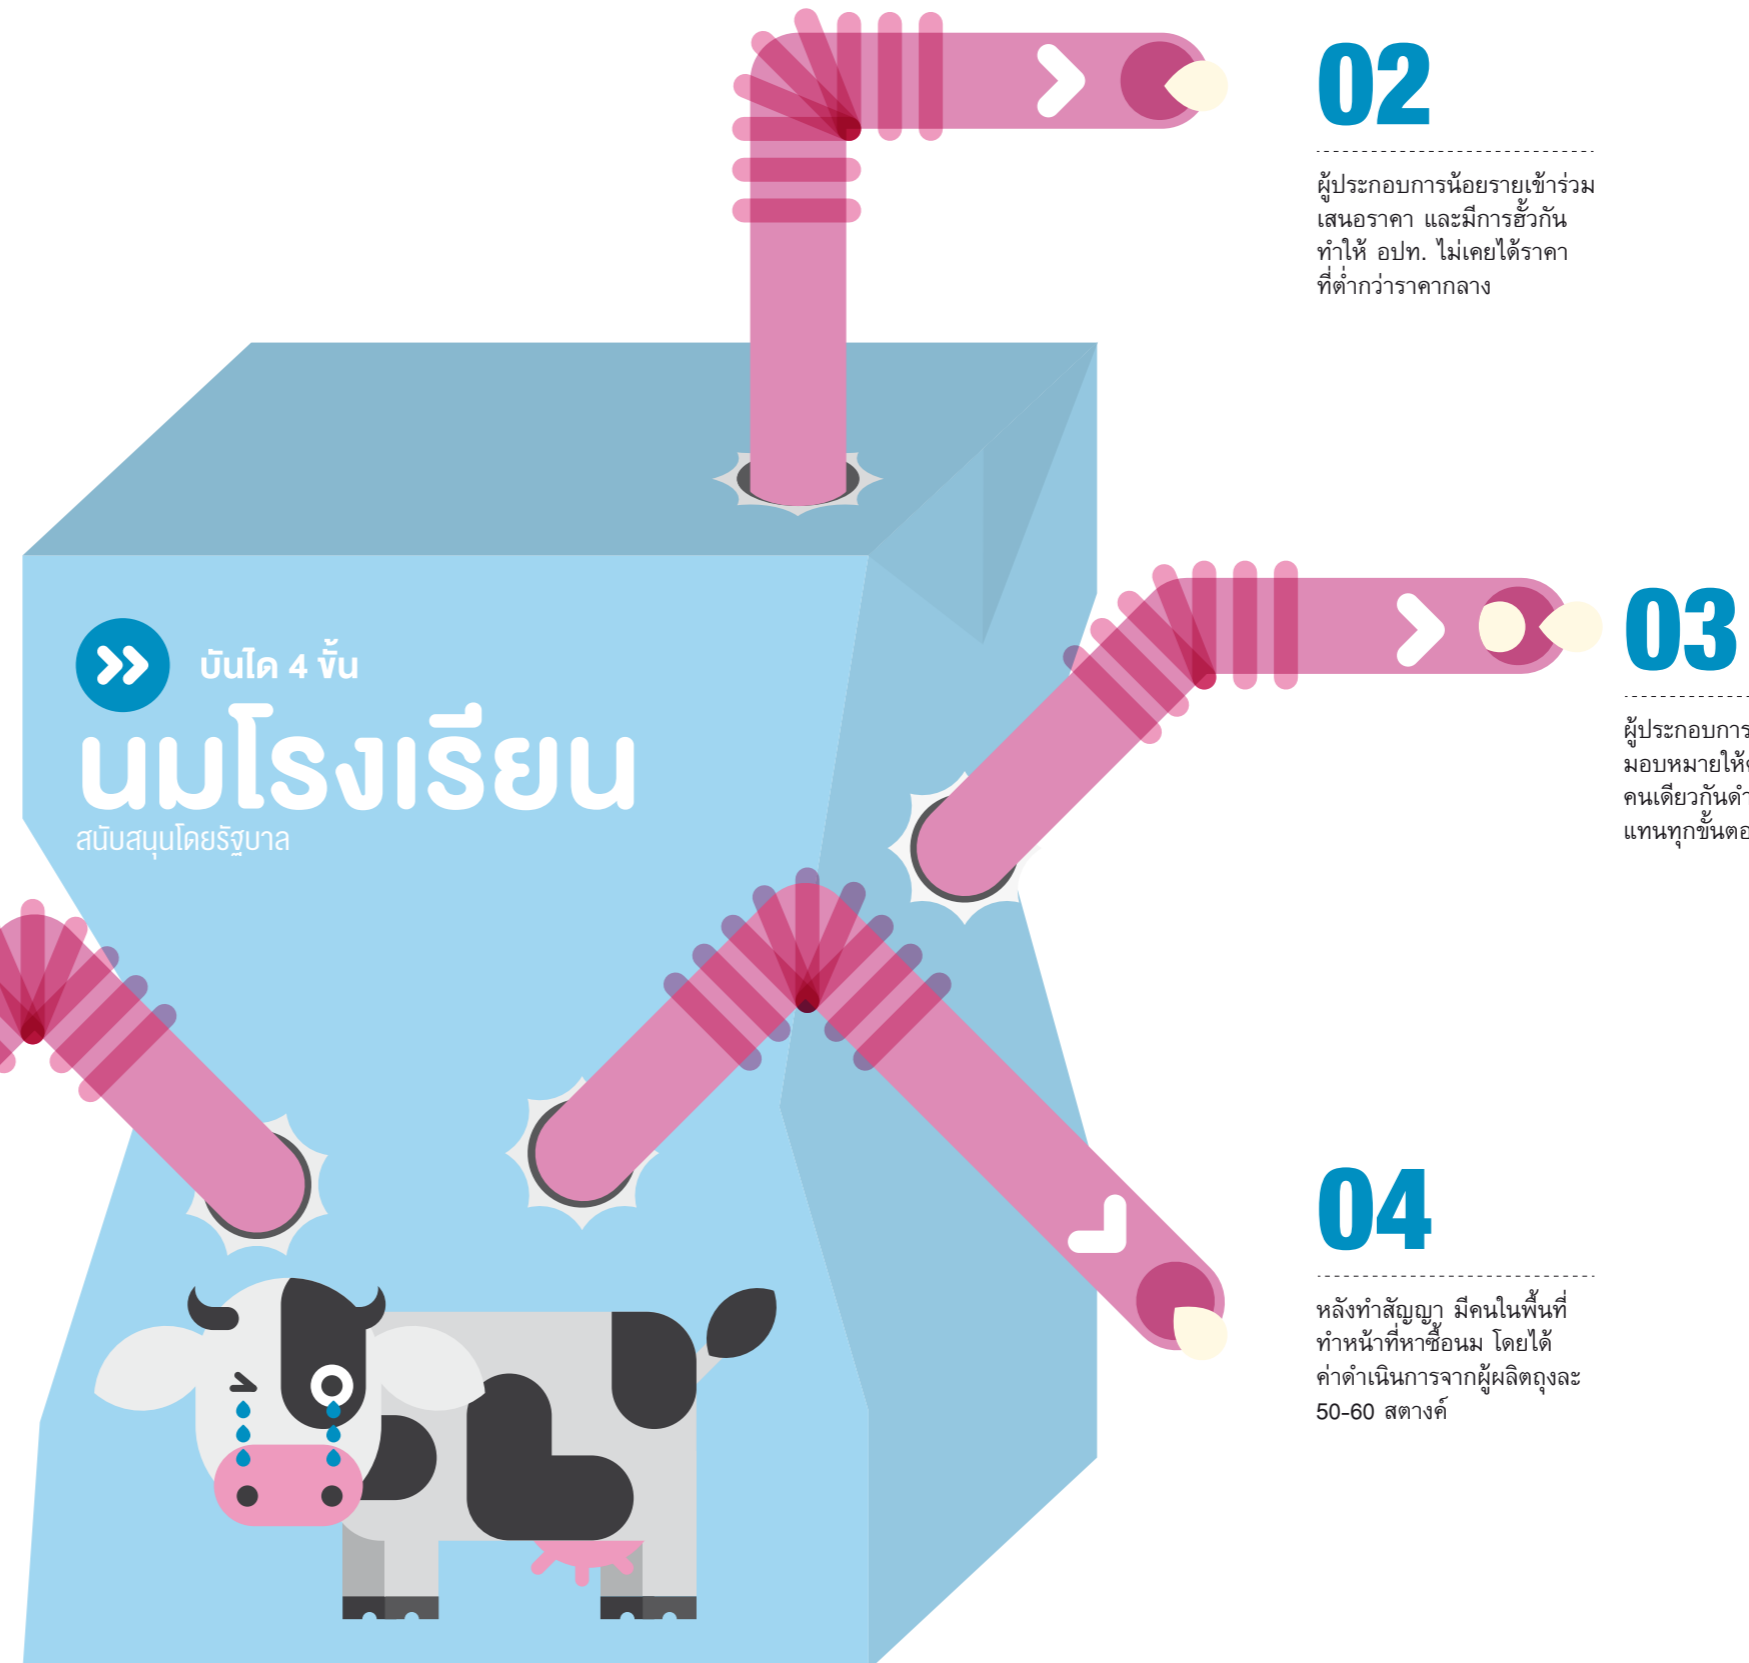 02
ผู้ประกอบการน้อยรายเข้าร่วม
เสนอราคา และมีการฮั้วกัน
ทำให้ อปท. ไม่เคยได้ราคา
ที่ต่ำกว่าราคากลาง
บันได 4 ขั้น
นมโรงเรียน
สนับสนุนโดยรัฐบาล
03
ผู้ประกอบการ
มอบหมายให้
คนเดียวกันดำ
แทนทุกขั้นตอ
04
หลังทำสัญญา มีคนในพื้นที่
ทำหน้าที่หาซื้อนม โดยได้
ค่าดำเนินการจากผู้ผลิตถุงละ
50-60 สตางค์